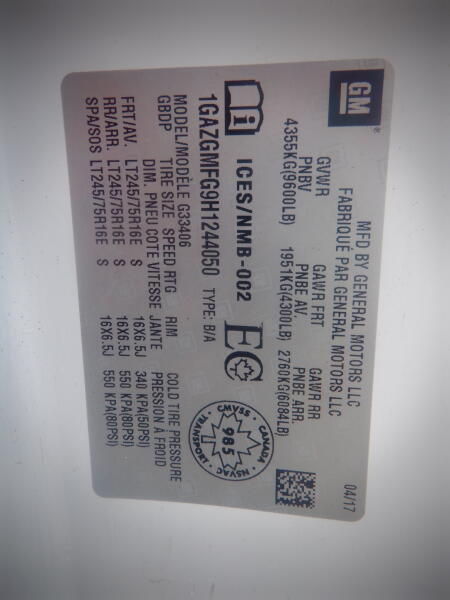 GM
MFD BY GENERAL MOTORS LLC
FABRIQUÉ PAR GENERAL MOTORS LLC
04/17
GVWR GAWR FRT GAWR RR
PNBV PNBE AV. PNBE ARR.
4355KG(9600LB) 1951KG(4300LB) 2760KG(6084LB)
ICES/NMB-002 EC
CMVSS · CANADA · NSVAC · TRANSPORT · 985
1GAZGMFG9H1244050 TYPE: B/A
MODEL/MODÈLE G33406
GBDP TIRE SIZE SPEED RTG RIM COLD TIRE PRESSURE
DIM. PNEU COTE VITESSE JANTE PRESSION À FROID
FRT/AV. LT245/75R16E S 16X6.5J 340 KPA(50PSI)
RR/ARR. LT245/75R16E S 16X6.5J 550 KPA(80PSI)
SPA/SOS LT245/75R16E S 16X6.5J 550 KPA(80PSI)